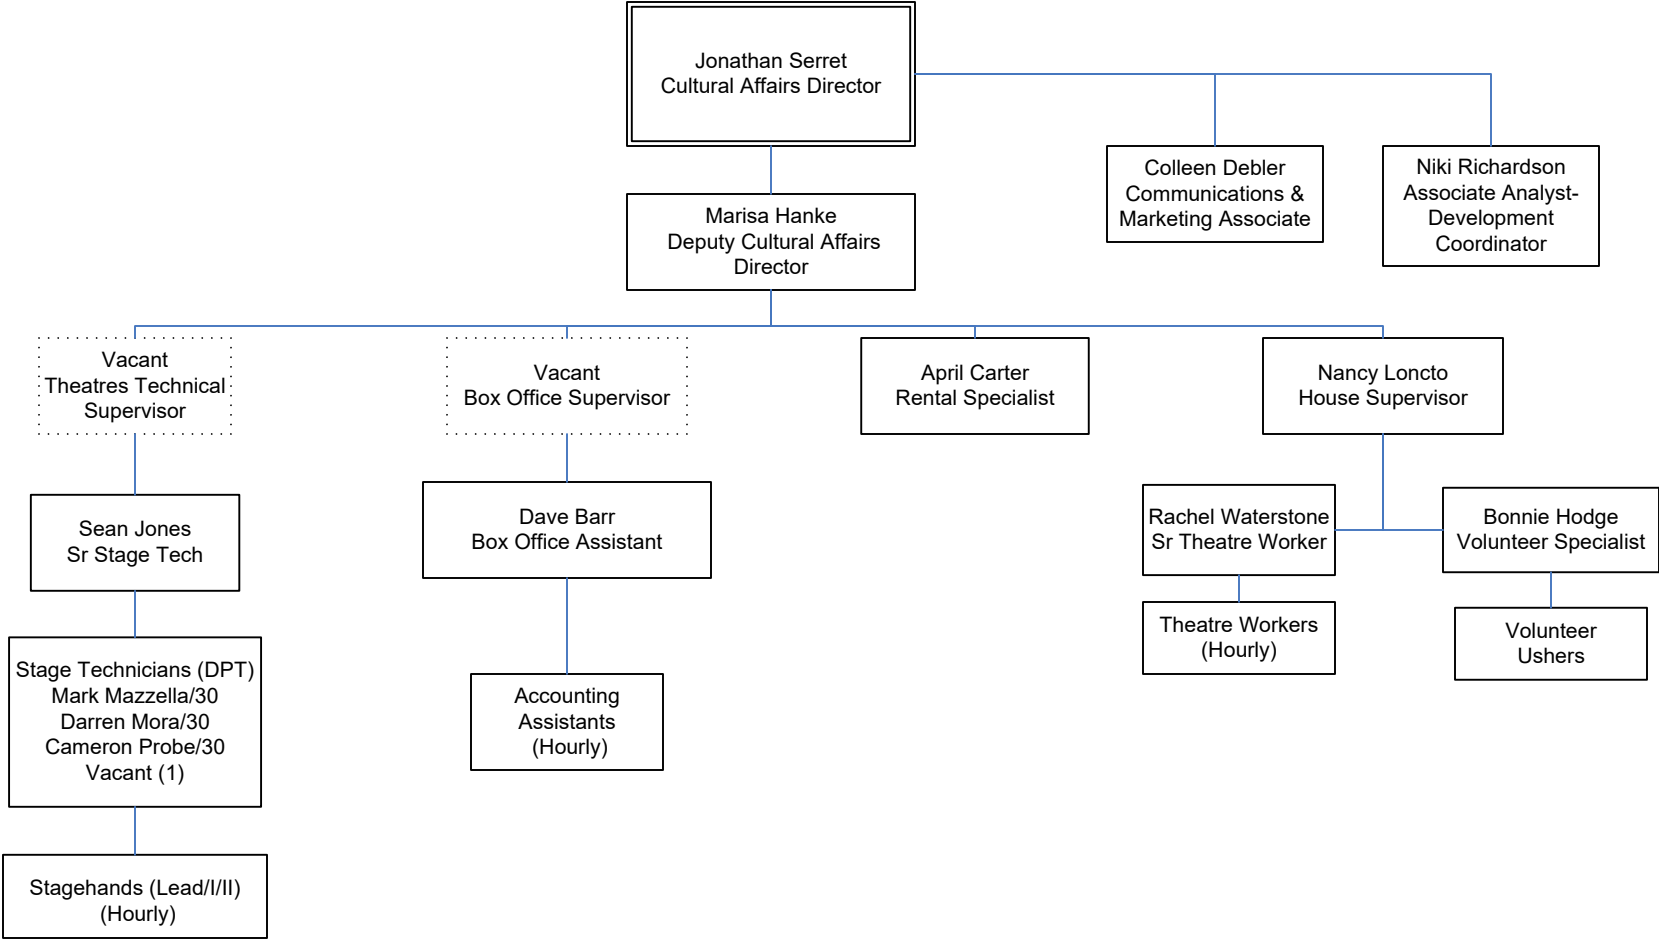 Jonathan Serret
Cultural Affairs Director
Colleen Debler
Communications &
Marketing Associate
Niki Richardson
Associate Analyst-
Development
Coordinator
Marisa Hanke
Deputy Cultural Affairs
Director
Vacant
Theatres Technical
Supervisor
Vacant
Box Office Supervisor
April Carter
Rental Specialist
Nancy Loncto
House Supervisor
Sean Jones
Sr Stage Tech
Dave Barr
Box Office Assistant
Rachel Waterstone
Sr Theatre Worker
Bonnie Hodge
Volunteer Specialist
Theatre Workers
(Hourly)
Volunteer
Ushers
Stage Technicians (DPT)
Mark Mazzella/30
Darren Mora/30
Cameron Probe/30
Vacant (1)
Accounting
Assistants
(Hourly)
Stagehands (Lead/I/II)
(Hourly)